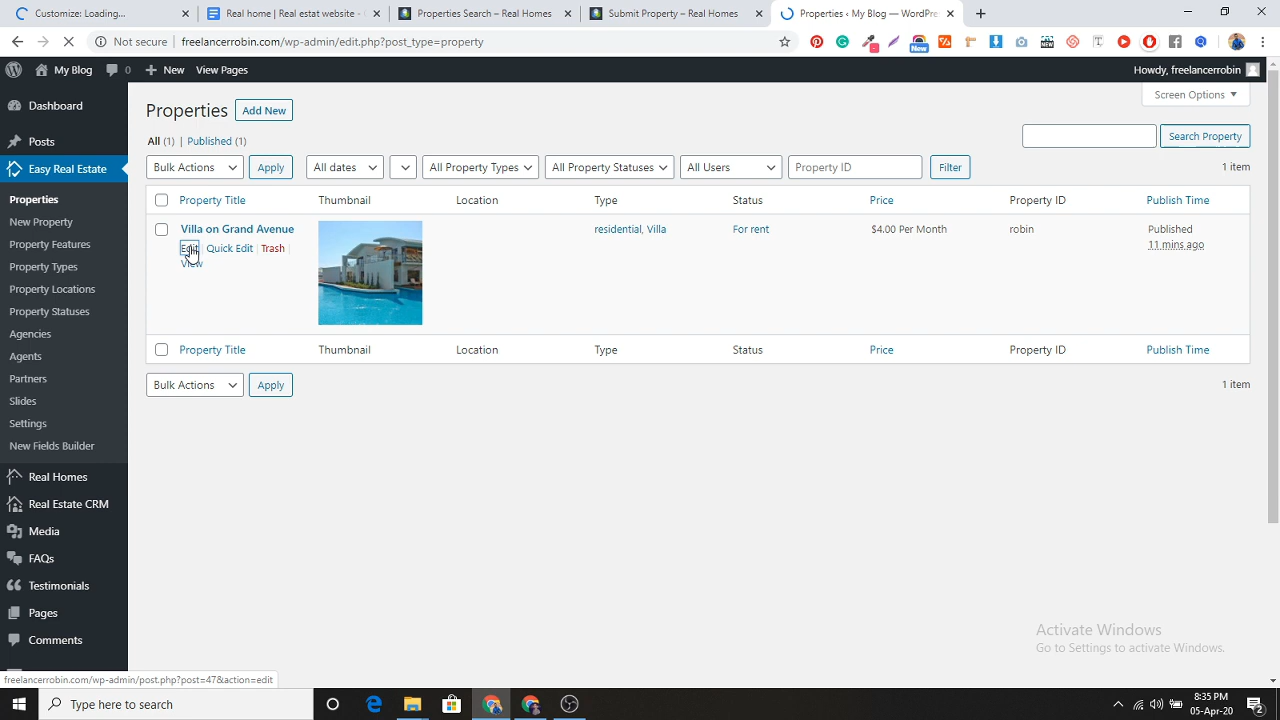 Loading...
Real home | Real estat website -
Properties Search – Real Homes
Submit Property – Real Homes
Properties ‹ My Blog — WordPre
Not secure | freelancerrobin.com/wp-admin/edit.php?post_type=property
Customize: Loading...
My Blog 0 New View Pages
Howdy, freelancerrobin
Dashboard
Posts
Easy Real Estate
Properties
New Property
Property Features
Property Types
Property Locations
Property Statuses
Agencies
Agents
Partners
Slides
Settings
New Fields Builder
Real Homes
Real Estate CRM
Media
FAQs
Testimonials
Pages
Comments
Screen Options
Properties Add New
All (1) | Published (1)
Search Property
Bulk Actions Apply All dates All Property Types All Property Statuses All Users Property ID Filter
1 item
Property Title Thumbnail Location Type Status Price Property ID Publish Time
Villa on Grand Avenue residential, Villa For rent $4.00 Per Month robin Published
Edit | Quick Edit | Trash | 11 mins ago
View
Property Title Thumbnail Location Type Status Price Property ID Publish Time
Bulk Actions Apply
1 item
Activate Windows
Go to Settings to activate Windows.
freelancerrobin.com/wp-admin/post.php?post=47&action=edit
Type here to search
8:35 PM
05-Apr-20
2